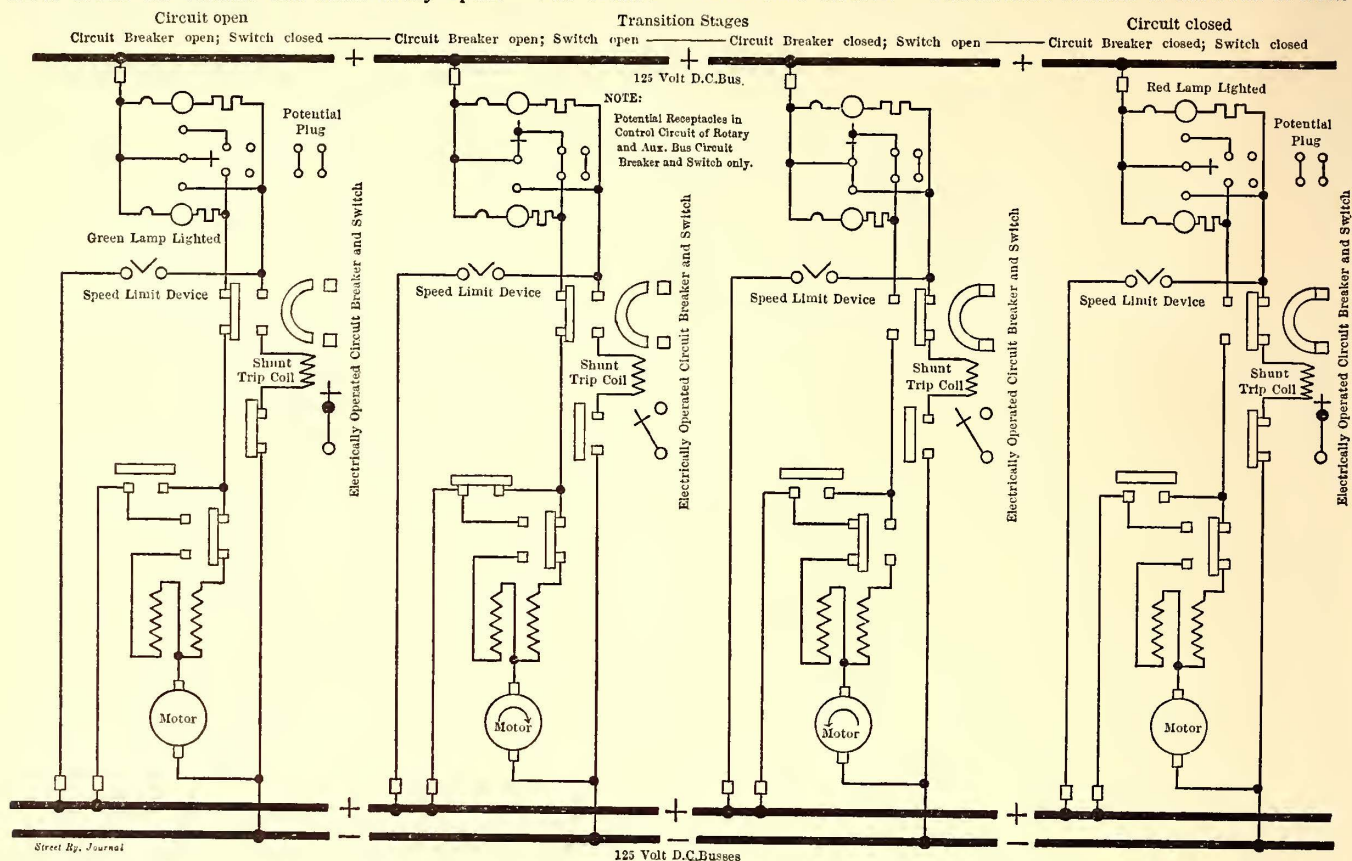 Circuit open
Transition Stages
Circuit closed
Circuit Breaker open; Switch closed
Circuit Breaker open; Switch open
Circuit Breaker closed; Switch open
Circuit Breaker closed; Switch closed
+ + +
125 Volt D.C.Bus.
Potential
Plug
Green Lamp Lighted
Speed Limit Device
Shunt
Trip Coil
Electrically Operated Circuit Breaker and Switch
Motor
NOTE:
Potential Receptacles in
Control Circuit of Rotary
and Aux. Bus Circuit
Breaker and Switch only.
Speed Limit Device
Shunt
Trip Coil
Electrically Operated Circuit Breaker and Switch
Motor
Speed Limit Device
Shunt
Trip Coil
Electrically Operated Circuit Breaker and Switch
Motor
Red Lamp Lighted
Potential
Plug
Speed Limit Device
Shunt
Trip Coil
Electrically Operated Circuit Breaker and Switch
Motor
+ + +
− − −
Street Ry. Journal
125 Volt D.C.Busses